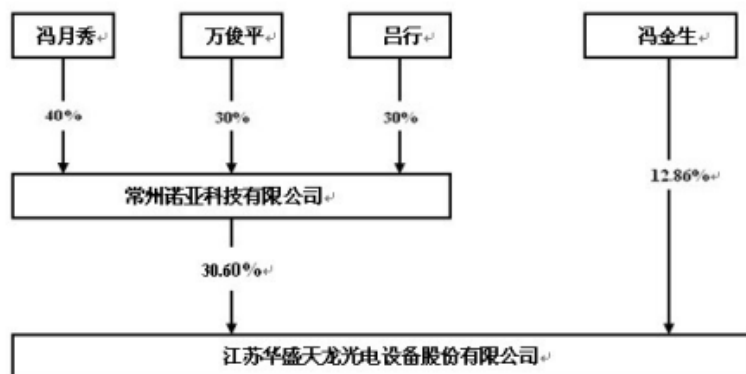 冯月秀 万俊平 吕行 冯金生
40% 30% 30%
12.86%
常州诺亚科技有限公司
30.60%
江苏华盛天龙光电设备股份有限公司